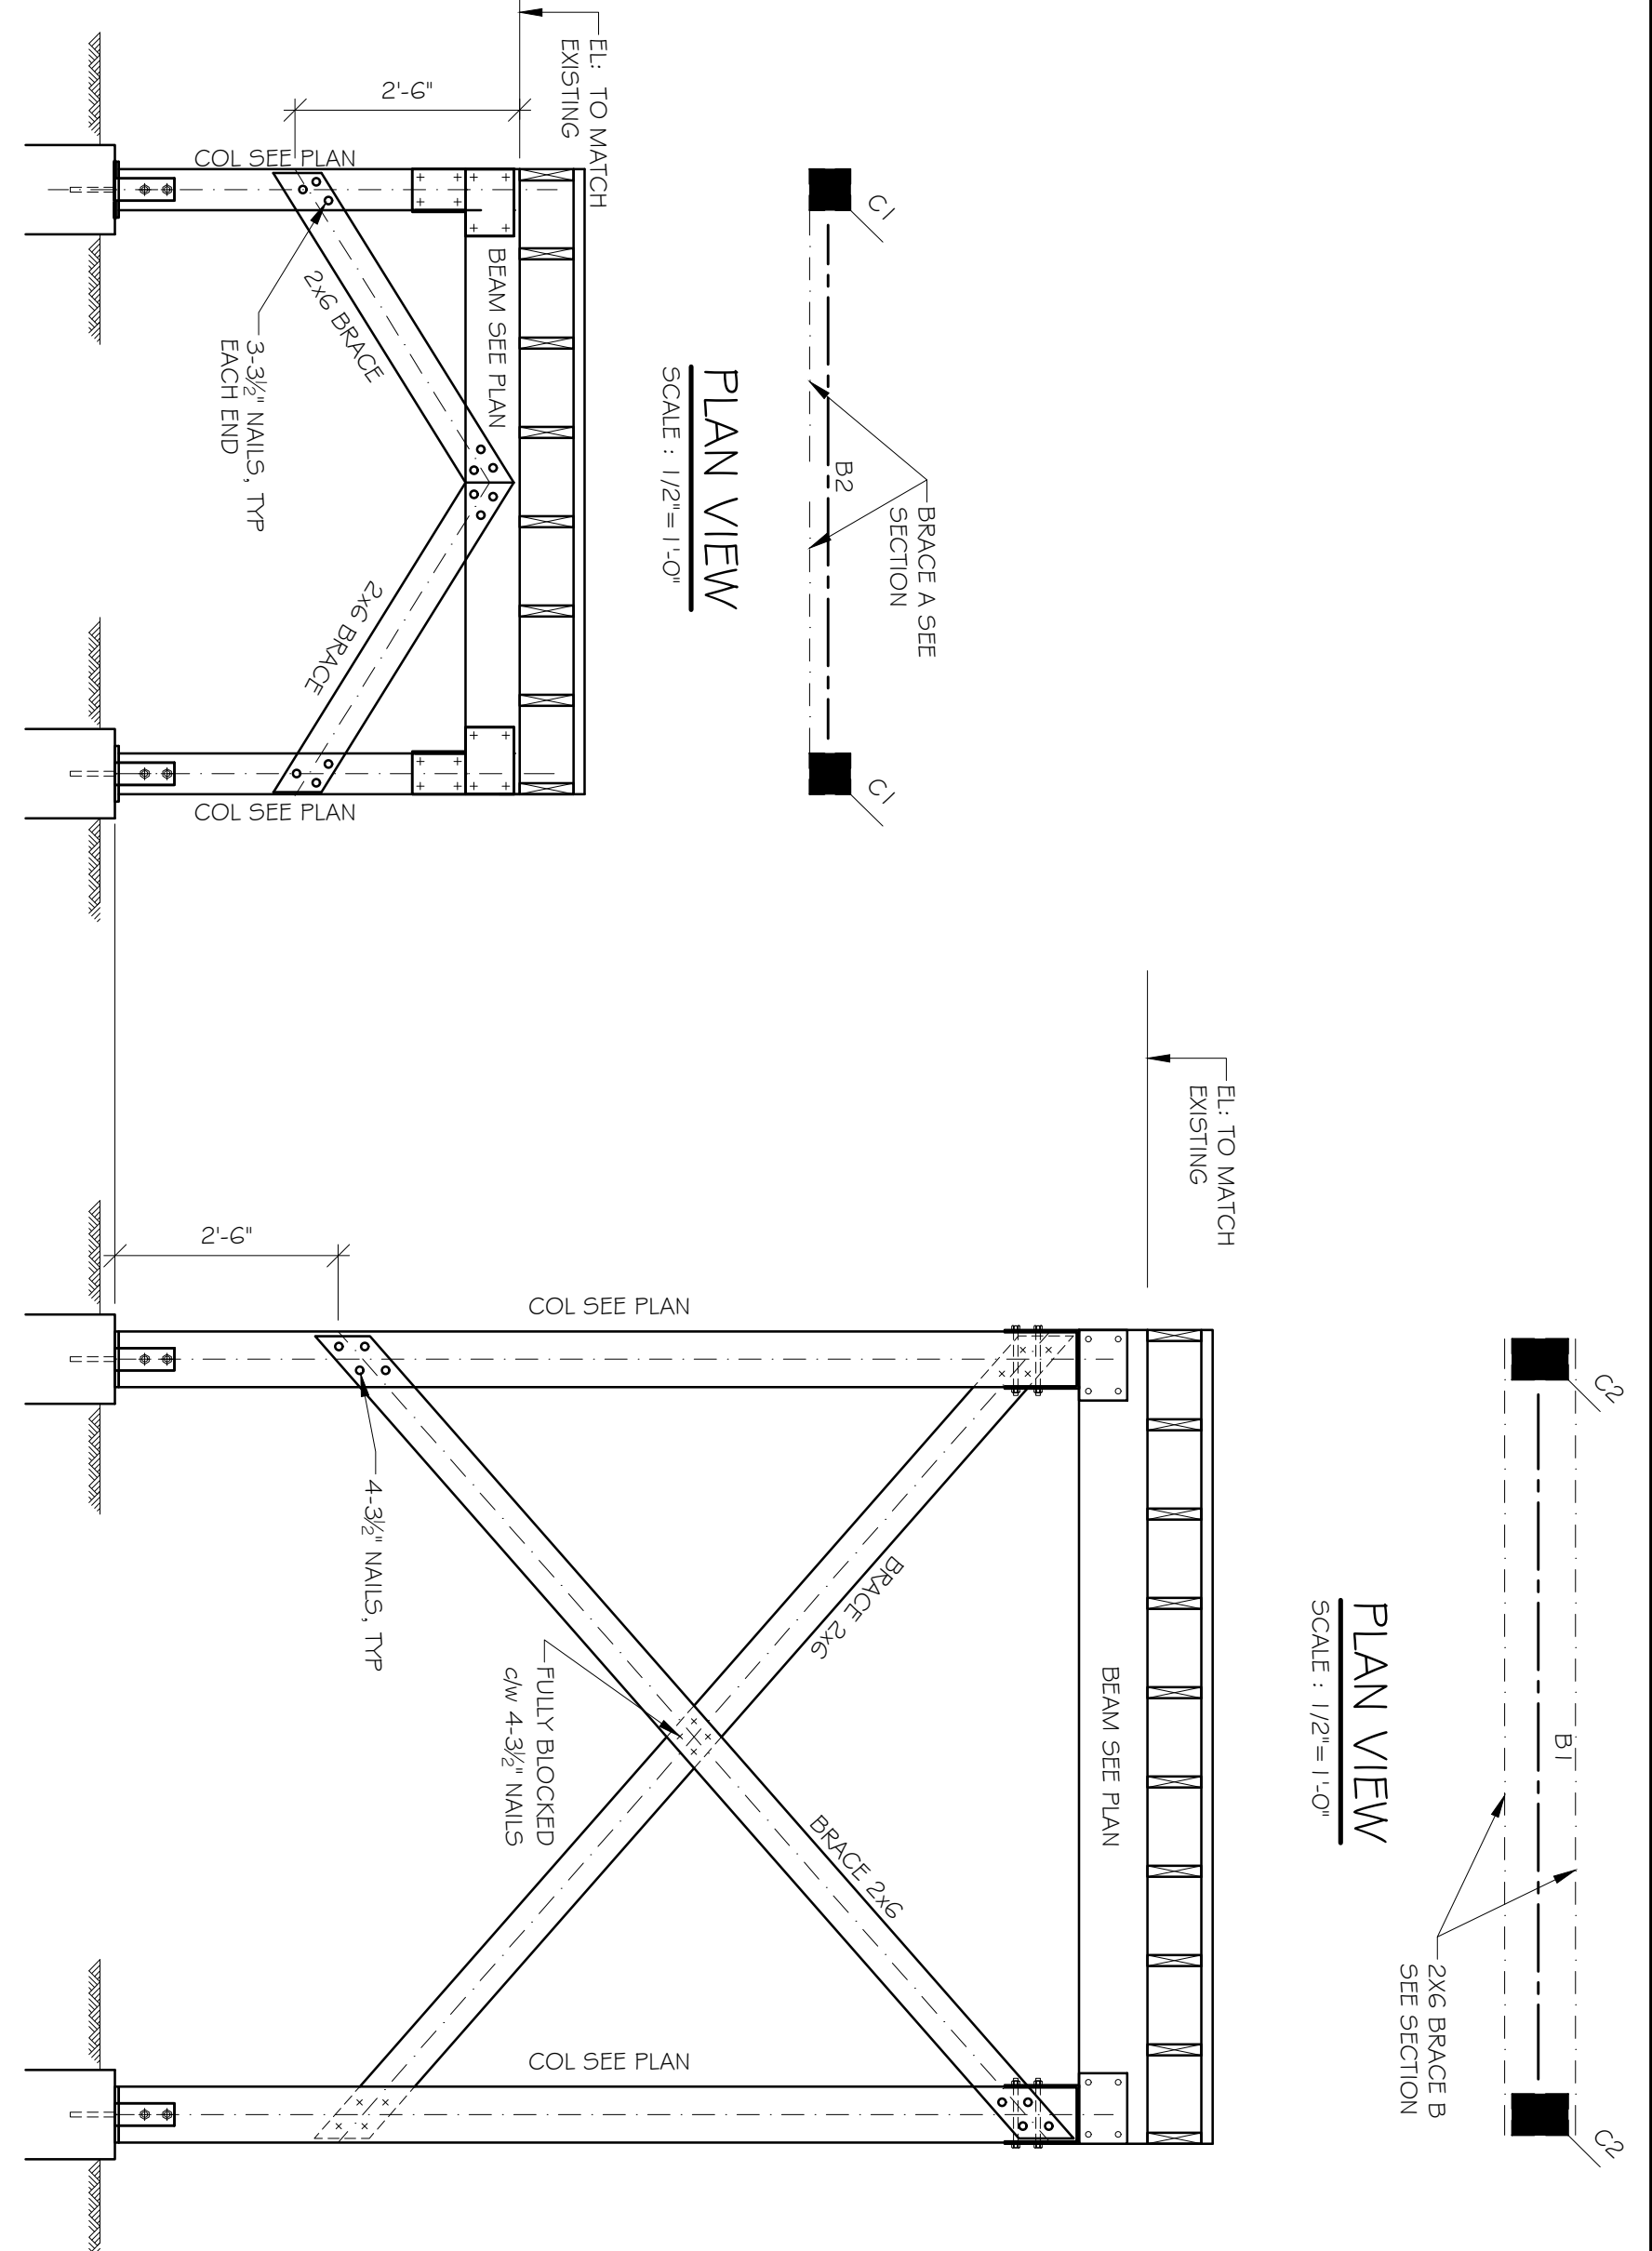 EL: TO MATCH
EXISTING
2'-6"
COL SEE PLAN
BEAM SEE PLAN
2x6 BRACE
3-3½" NAILS, TYP
EACH END
2x6 BRACE
COL SEE PLAN
C1
B2
BRACE A SEE
SECTION
C1
PLAN VIEW
SCALE : 1/2"= 1'-0"
EL: TO MATCH
EXISTING
2'-6"
COL SEE PLAN
4-3½" NAILS, TYP
BRACE 2x6
FULLY BLOCKED
c/w 4-3½" NAILS
BEAM SEE PLAN
BRACE 2x6
COL SEE PLAN
C2
B1
2X6 BRACE B
SEE SECTION
C2
PLAN VIEW
SCALE : 1/2"= 1'-0"